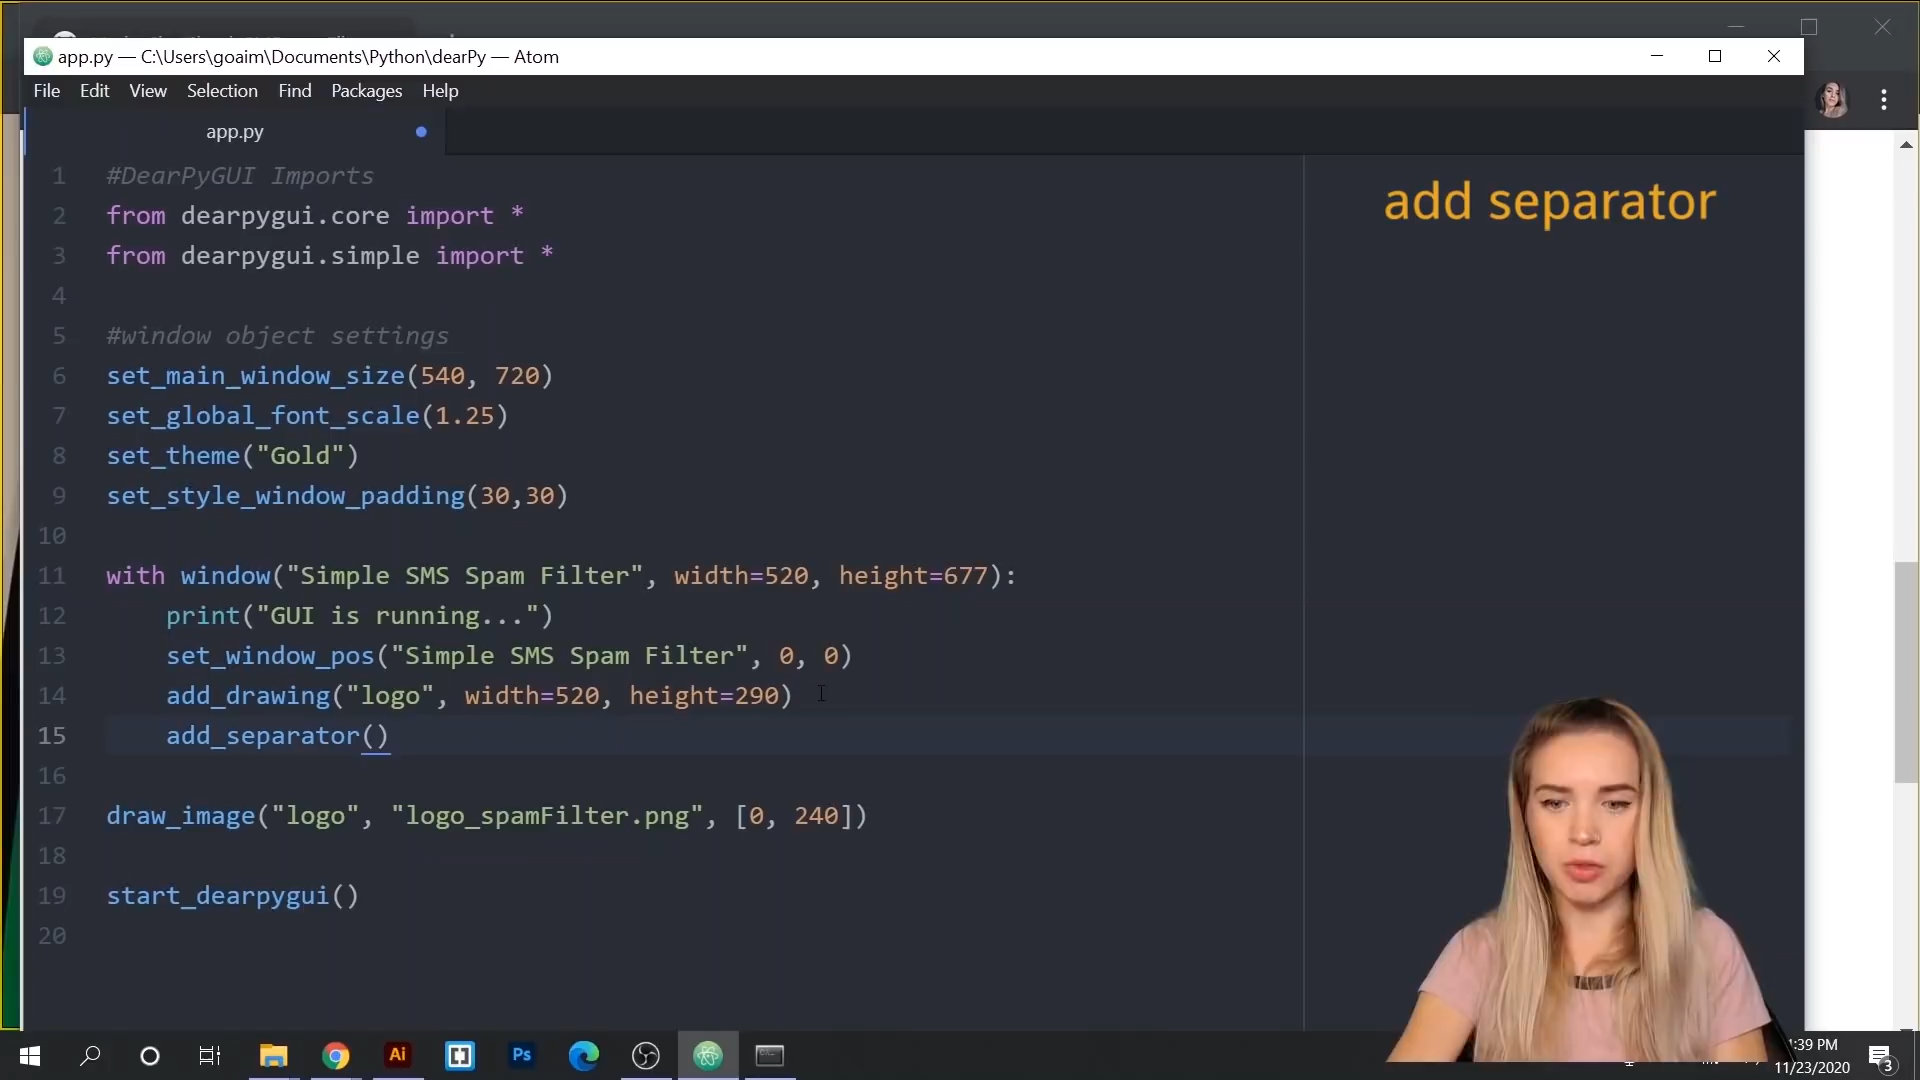 app.py — C:\Users\goaim\Documents\Python\dearPy — Atom
File Edit View Selection Find Packages Help
app.py
add separator
1 #DearPyGUI Imports
2 from dearpygui.core import *
3 from dearpygui.simple import *
4
5 #window object settings
6 set_main_window_size(540, 720)
7 set_global_font_scale(1.25)
8 set_theme("Gold")
9 set_style_window_padding(30,30)
10
11 with window("Simple SMS Spam Filter", width=520, height=677):
12 print("GUI is running...")
13 set_window_pos("Simple SMS Spam Filter", 0, 0)
14 add_drawing("logo", width=520, height=290)
15 add_separator()
16
17 draw_image("logo", "logo_spamFilter.png", [0, 240])
18
19 start_dearpygui()
20
Ai
Ps
:39 PM
11/23/2020
3